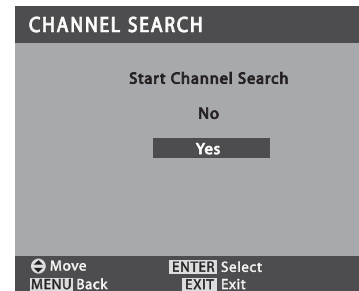 CHANNEL SEARCH
Start Channel Search
No
Yes
Move ENTER Select
MENU Back EXIT Exit